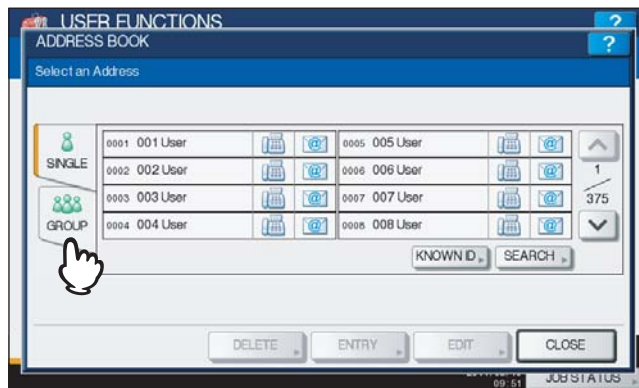 USER FUNCTIONS ?
ADDRESS BOOK ?
Select an Address
SINGLE
GROUP
0001 001 User
0002 002 User
0003 003 User
0004 004 User
0005 005 User
0006 006 User
0007 007 User
0008 008 User
1
375
KNOWN ID
SEARCH
DELETE
ENTRY
EDIT
CLOSE
09:51
JOB STATUS